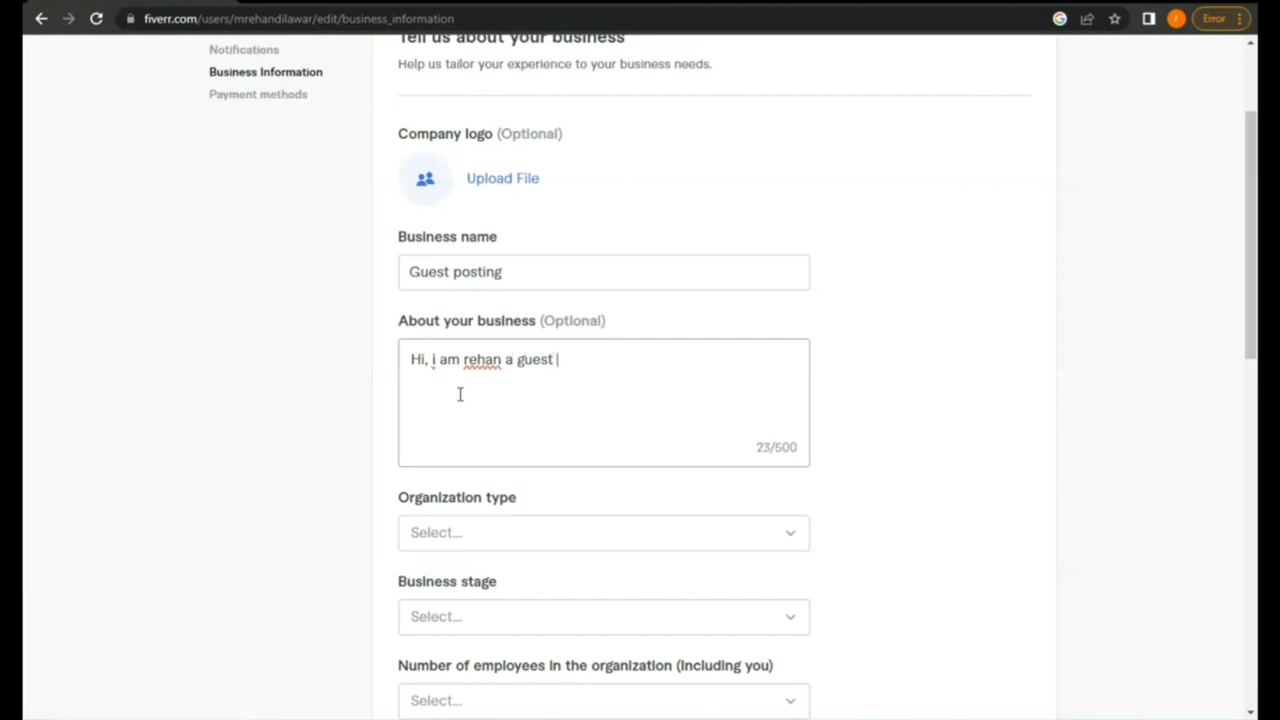 fiverr.com/users/mrehandilawar/edit/business_information
Error
Notifications
Business Information
Payment methods
Tell us about your business
Help us tailor your experience to your business needs.
Company logo (Optional)
Upload File
Business name
Guest posting
About your business (Optional)
Hi, i am rehan a guest
23/500
Organization type
Select...
Business stage
Select...
Number of employees in the organization (Including you)
Select...